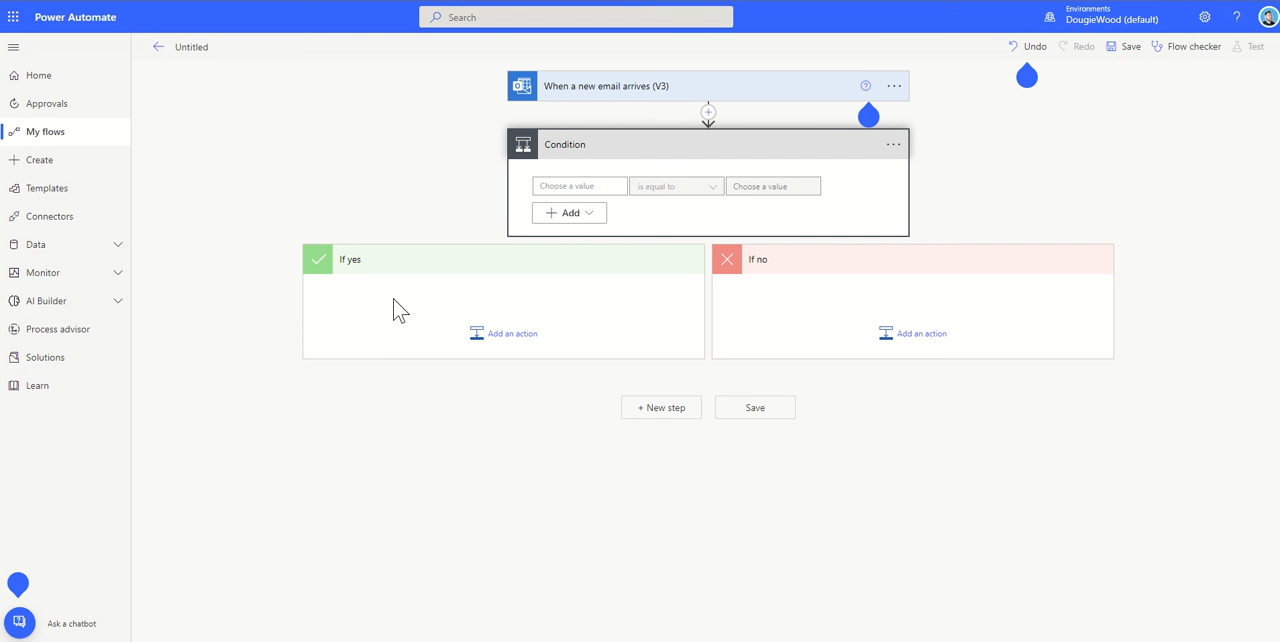 Power Automate
Search
Environments
DougieWood (default)
?
Untitled
Undo
Redo
Save
Flow checker
Test
Home
Approvals
My flows
Create
Templates
Connectors
Data
Monitor
AI Builder
Process advisor
Solutions
Learn
When a new email arrives (V3)
?
...
Condition
...
Choose a value
is equal to
Choose a value
Add
If yes
If no
Add an action
Add an action
+ New step
Save
Ask a chatbot